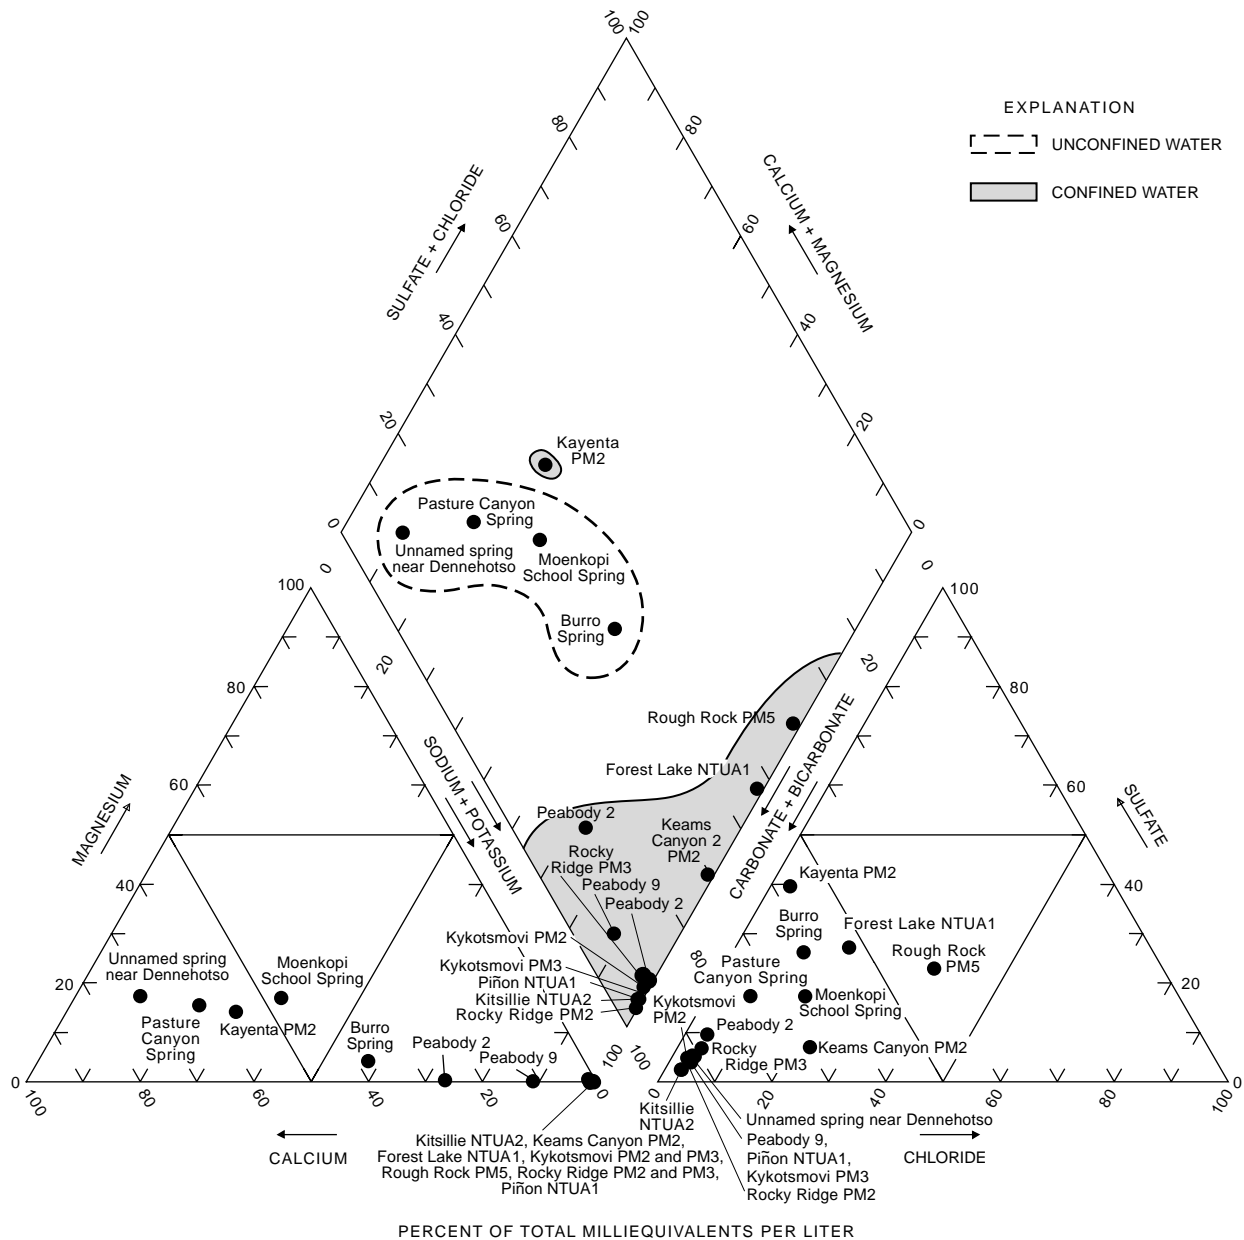 100
100
EXPLANATION
UNCONFINED WATER
CONFINED WATER
80
80
SULFATE + CHLORIDE
CALCIUM + MAGNESIUM
60
60
40
40
20
20
Kayenta
PM2
0
0
Pasture Canyon
Spring
Unnamed spring
near Dennehotso
Moenkopi
School Spring
Burro
Spring
0
0
100
100
20
20
80
80
Rough Rock PM5
SODIUM + POTASSIUM
CARBONATE + BICARBONATE
Forest Lake NTUA1
MAGNESIUM
SULFATE
60
60
Peabody 2
Keams
Canyon 2
PM2
Rocky
Ridge PM3
Peabody 9
Peabody 2
40
40
Kayenta PM2
Burro
Spring
Forest Lake NTUA1
Kykotsmovi PM2
Rough Rock
PM5
80
Pasture
Canyon Spring
Unnamed spring
near Dennehotso
Moenkopi
School Spring
Kykotsmovi PM3
Piñon NTUA1
Kitsillie NTUA2
Rocky Ridge PM2
20
20
Kykotsmovi
PM2
Moenkopi
School Spring
Pasture
Canyon
Spring
Kayenta PM2
Burro
Spring
Peabody 2
Peabody 9
Peabody 2
Rocky
Ridge PM3
Keams Canyon PM2
100
100
0
0
100
80
60
40
20
0
0
20
40
60
80
100
Kitsillie
NTUA2
Unnamed spring near Dennehotso
Peabody 9,
Piñon NTUA1,
Kykotsmovi PM3
Rocky Ridge PM2
CALCIUM
CHLORIDE
Kitsillie NTUA2, Keams Canyon PM2,
Forest Lake NTUA1, Kykotsmovi PM2 and PM3,
Rough Rock PM5, Rocky Ridge PM2 and PM3,
Piñon NTUA1
PERCENT OF TOTAL MILLIEQUIVALENTS PER LITER